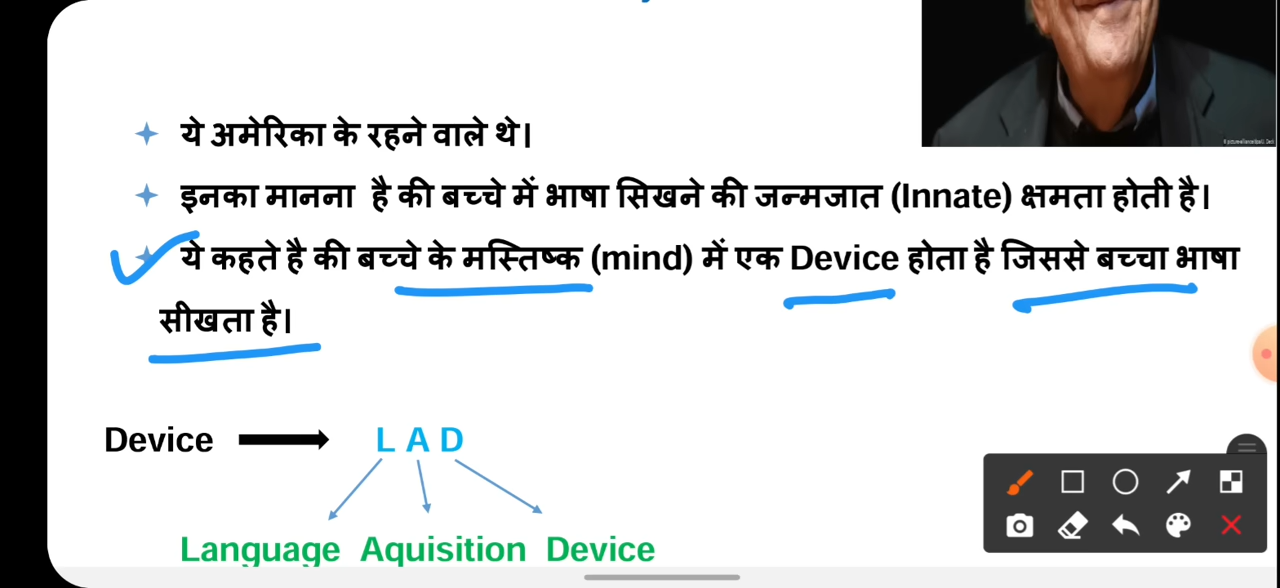 ये अमेरिका के रहने वाले थे।
इनका मानना है की बच्चे में भाषा सिखने की जन्मजात (Innate) क्षमता होती है।
ये कहते है की बच्चे के मस्तिष्क (mind) में एक Device होता है जिससे बच्चा भाषा
सीखता है।
Device L A D
Language Aquisition Device